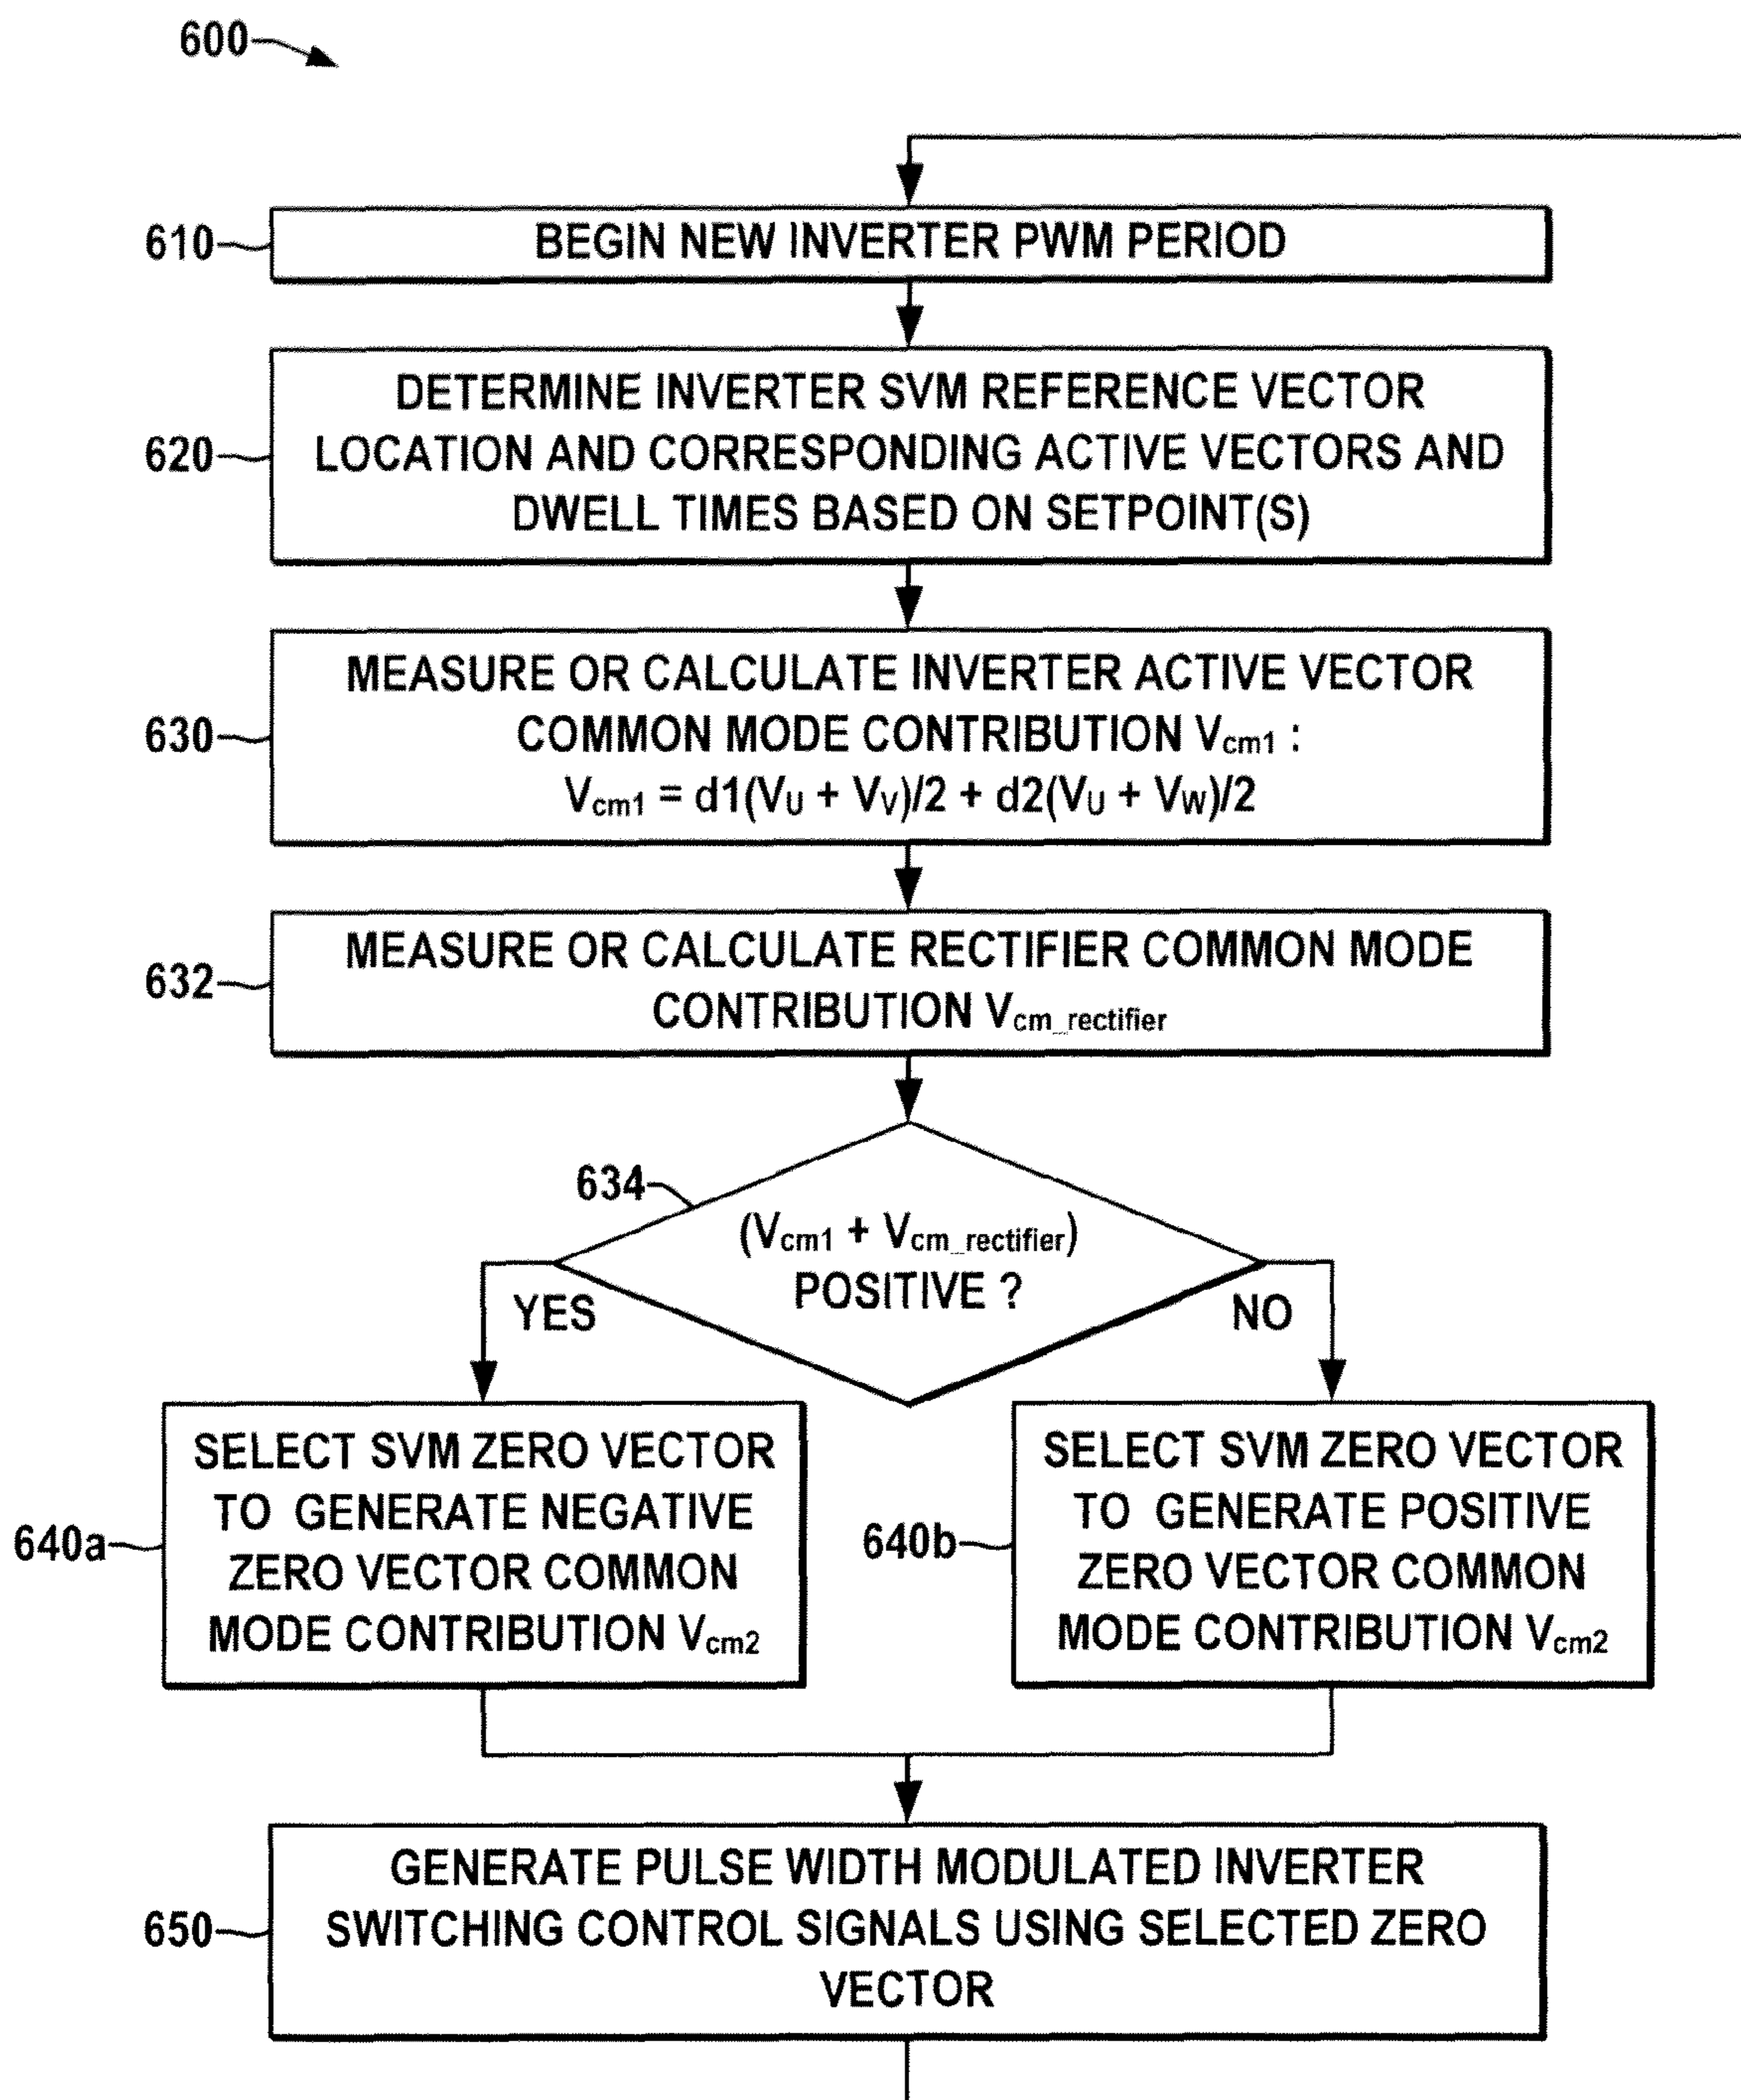 600
610
BEGIN NEW INVERTER PWM PERIOD
620
DETERMINE INVERTER SVM REFERENCE VECTOR
LOCATION AND CORRESPONDING ACTIVE VECTORS AND
DWELL TIMES BASED ON SETPOINT(S)
630
MEASURE OR CALCULATE INVERTER ACTIVE VECTOR
COMMON MODE CONTRIBUTION Vcm1 :
Vcm1 = d1(VU + VV)/2 + d2(VU + VW)/2
632
MEASURE OR CALCULATE RECTIFIER COMMON MODE
CONTRIBUTION Vcm_rectifier
634
(Vcm1 + Vcm_rectifier)
POSITIVE ?
YES
NO
640a
SELECT SVM ZERO VECTOR
TO GENERATE NEGATIVE
ZERO VECTOR COMMON
MODE CONTRIBUTION Vcm2
640b
SELECT SVM ZERO VECTOR
TO GENERATE POSITIVE
ZERO VECTOR COMMON
MODE CONTRIBUTION Vcm2
650
GENERATE PULSE WIDTH MODULATED INVERTER
SWITCHING CONTROL SIGNALS USING SELECTED ZERO
VECTOR